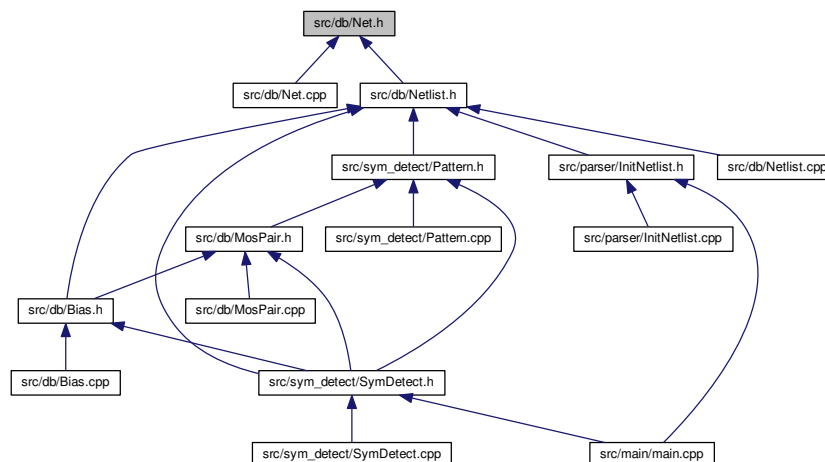 src/db/Net.h
src/db/Net.cpp
src/db/Netlist.h
src/sym_detect/Pattern.h
src/parser/InitNetlist.h
src/db/Netlist.cpp
src/db/MosPair.h
src/sym_detect/Pattern.cpp
src/parser/InitNetlist.cpp
src/db/Bias.h
src/db/MosPair.cpp
src/db/Bias.cpp
src/sym_detect/SymDetect.h
src/sym_detect/SymDetect.cpp
src/main/main.cpp